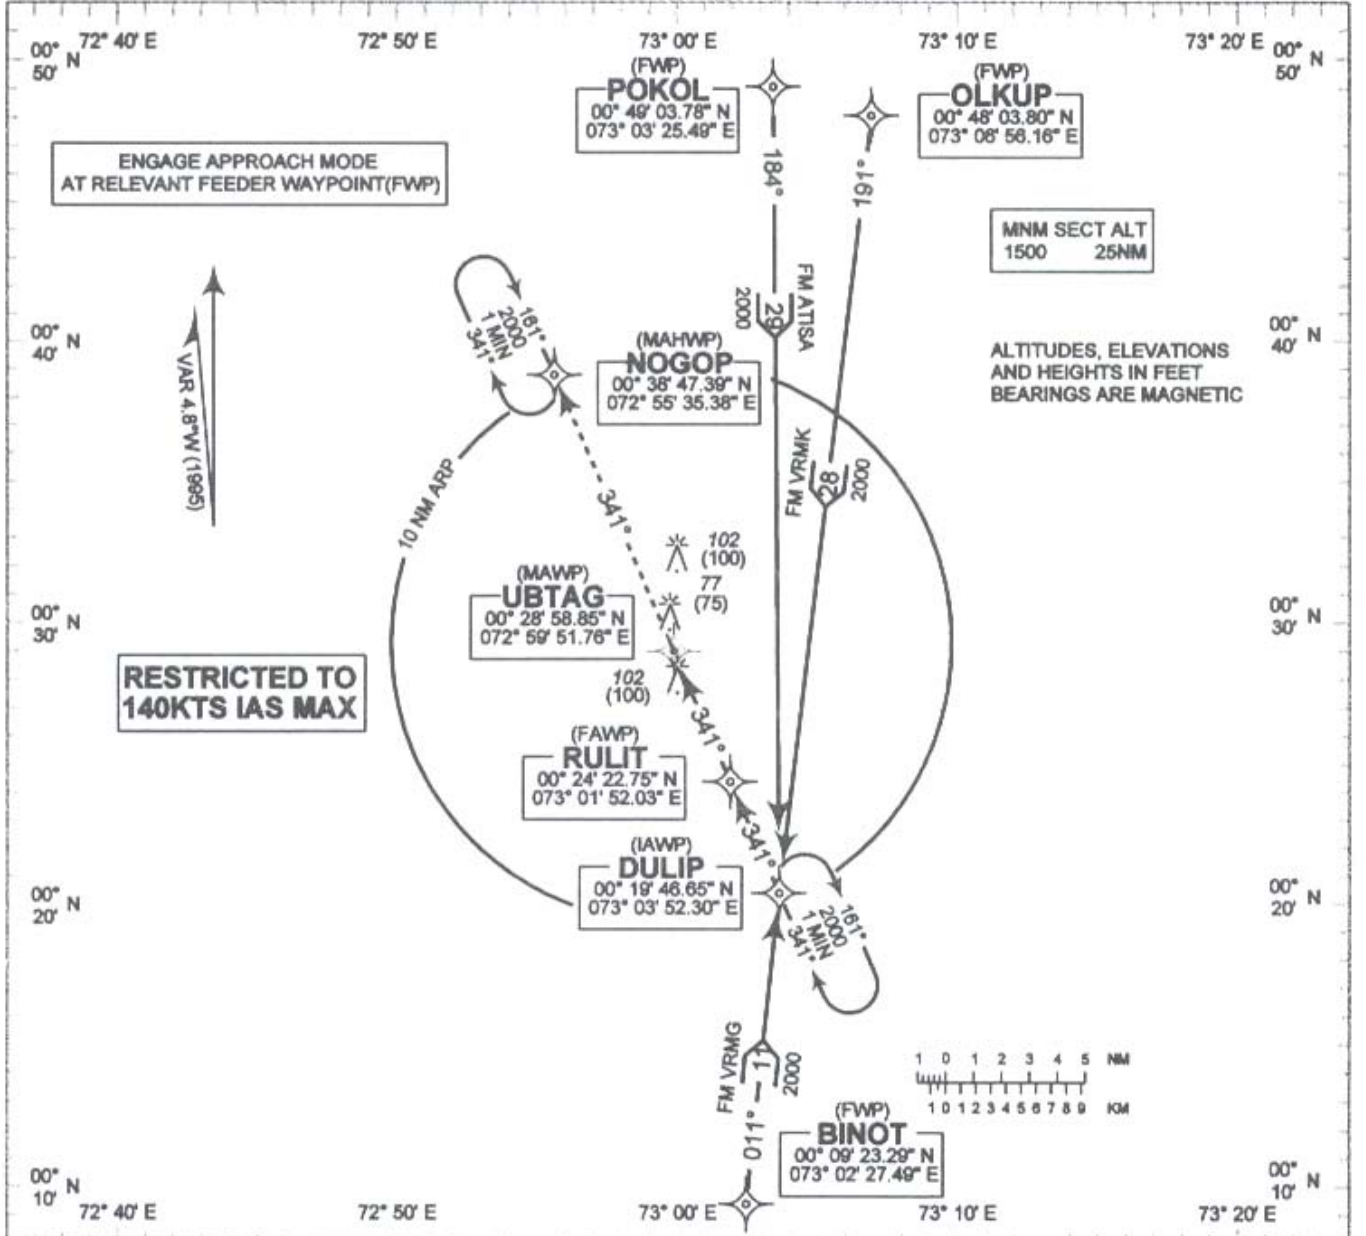 72° 40' E
72° 50' E
73° 00' E
73° 10' E
73° 20' E
00° N
50'
00° N
50'
(FWP)
POKOL
00° 49' 03.78" N
073° 03' 25.49" E
(FWP)
OLKUP
00° 48' 03.80" N
073° 06' 56.16" E
ENGAGE APPROACH MODE
AT RELEVANT FEEDER WAYPOINT(FWP)
184°
191°
MNM SECT ALT
1500 25NM
VAR 4.8°W (1995)
161°
2000
1 MIN
341°
2000
29
FM ATISA
00° N
40'
00° N
40'
(MAHWP)
NOGOP
00° 38' 47.39" N
072° 55' 35.38" E
ALTITUDES, ELEVATIONS
AND HEIGHTS IN FEET
BEARINGS ARE MAGNETIC
10 NM ARP
341°
FM VRMK
28
2000
102
(100)
77
(75)
(MAWP)
UBTAG
00° 28' 58.85" N
072° 59' 51.76" E
00° N
30'
00° N
30'
102
(100)
RESTRICTED TO
140KTS IAS MAX
341°
(FAWP)
RULIT
00° 24' 22.75" N
073° 01' 52.03" E
341°
(IAWP)
DULIP
00° 19' 46.65" N
073° 03' 52.30" E
00° N
20'
00° N
20'
161°
2000
1 MIN
341°
FM VRMG
11
2000
011°
1 0 1 2 3 4 5 NM
1 0 1 2 3 4 5 6 7 8 9 KM
(FWP)
BINOT
00° 09' 23.29" N
073° 02' 27.49" E
00° N
10'
00° N
10'
72° 40' E
72° 50' E
73° 00' E
73° 10' E
73° 20' E